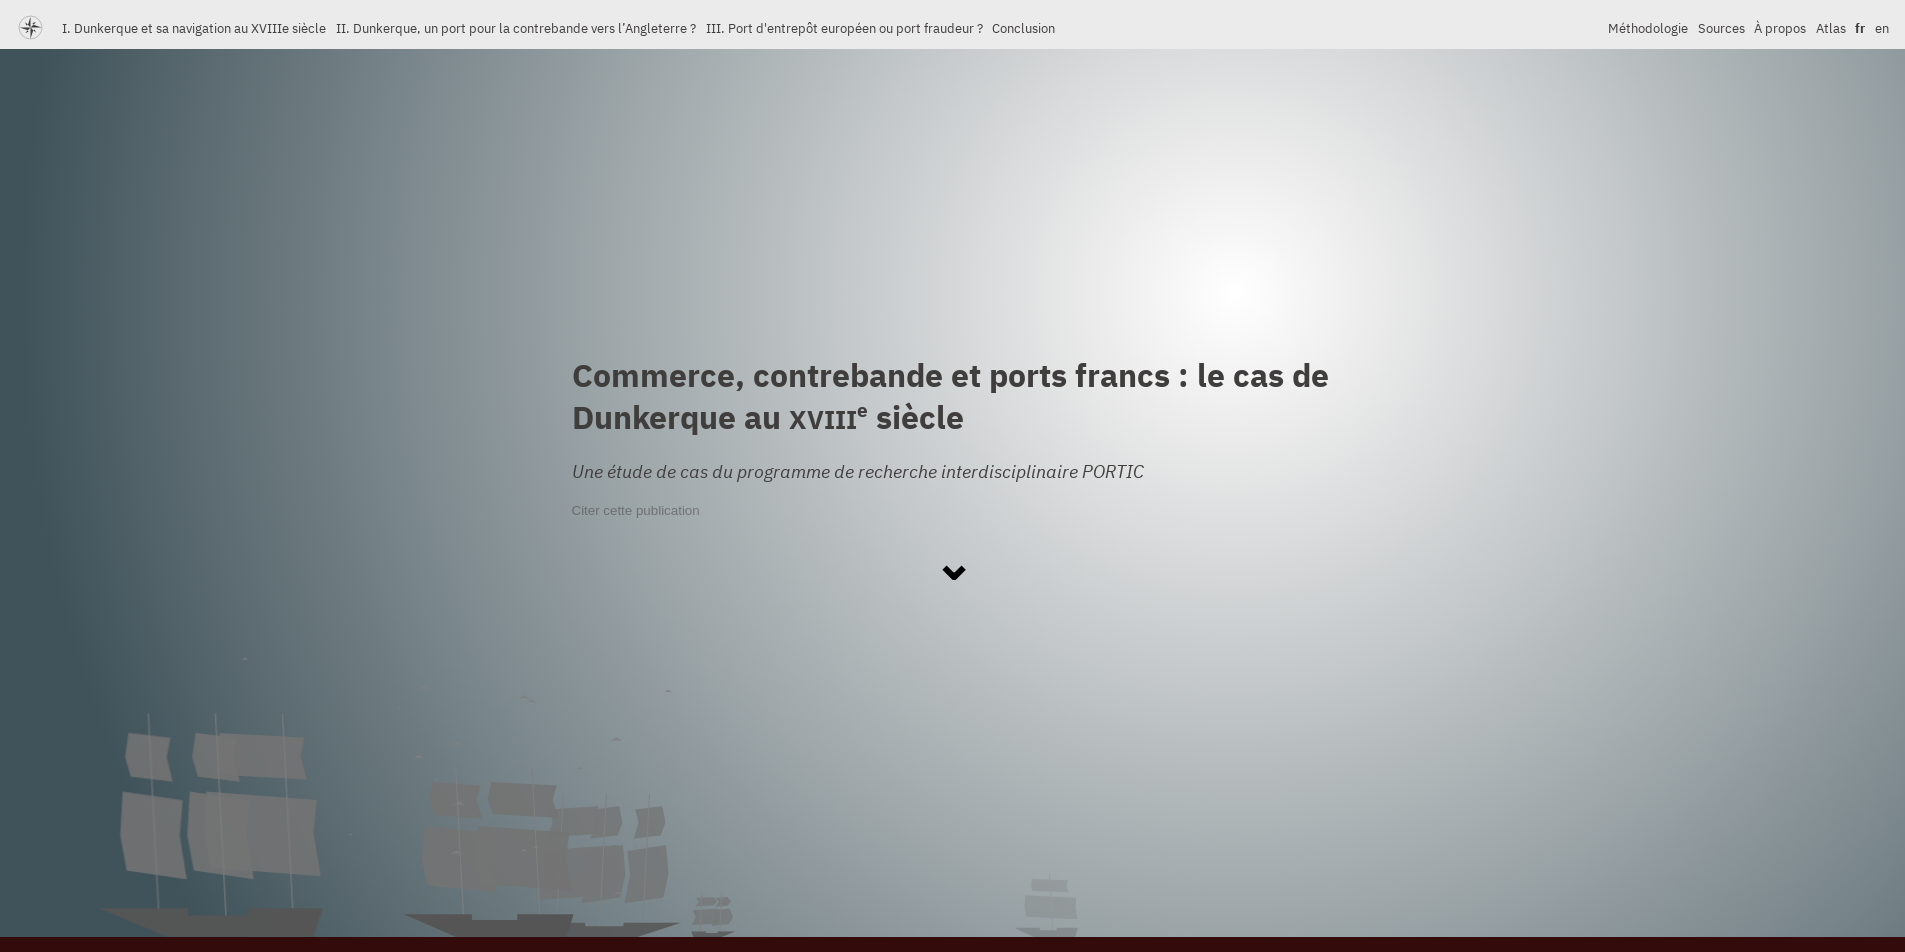 I. Dunkerque et sa navigation au XVIIIe siècle II. Dunkerque, un port pour la contrebande vers l’Angleterre ? III. Port d'entrepôt européen ou port fraudeur ? Conclusion Méthodologie Sources À propos Atlas fr en
Commerce, contrebande et ports francs : le cas de
Dunkerque au XVIIIe siècle
Une étude de cas du programme de recherche interdisciplinaire PORTIC
Citer cette publication